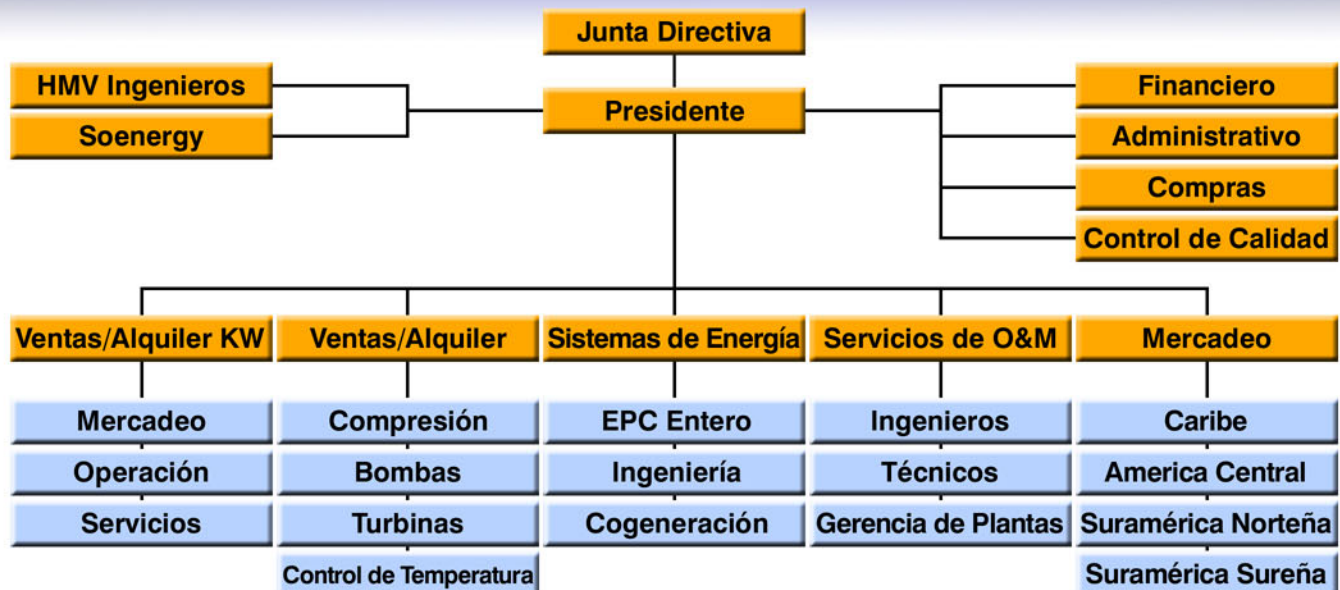 Junta Directiva
HMV Ingenieros
Soenergy
Presidente
Financiero
Administrativo
Compras
Control de Calidad
Ventas/Alquiler KW
Mercadeo
Operación
Servicios
Ventas/Alquiler
Compresión
Bombas
Turbinas
Control de Temperatura
Sistemas de Energía
EPC Entero
Ingeniería
Cogeneración
Servicios de O&M
Ingenieros
Técnicos
Gerencia de Plantas
Mercadeo
Caribe
America Central
Suramérica Norteña
Suramérica Sureña